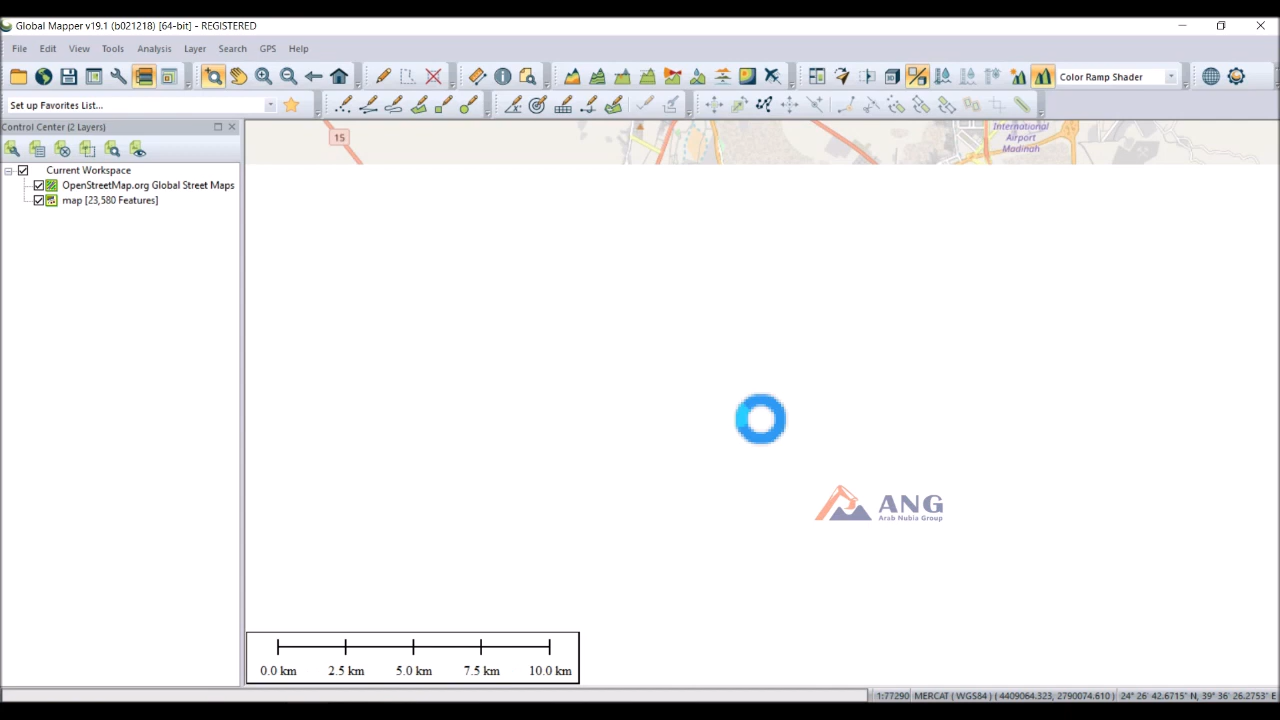 Global Mapper v19.1 (b021218) [64-bit] - REGISTERED
File Edit View Tools Analysis Layer Search GPS Help
Color Ramp Shader
Set up Favorites List...
Control Center (2 Layers)
Current Workspace
OpenStreetMap.org Global Street Maps
map [23,580 Features]
15
International
Airport
Madinah
ANG
Arab Nubia Group
0.0 km 2.5 km 5.0 km 7.5 km 10.0 km
1:77290 MERCAT ( WGS84 ) ( 4409064.323, 2790074.610 ) 24° 26' 42.6715" N, 39° 36' 26.2753" E